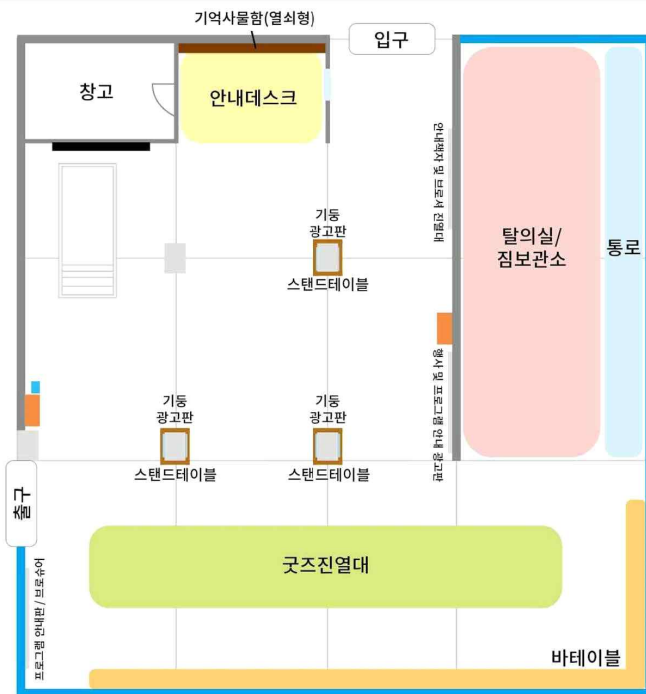 기억사물함(열쇠형)
입구
창고
안내데스크
안내책자 및 브로셔 진열대
탈의실/
짐보관소
통로
기둥
광고판
스탠드테이블
행사 및 프로그램 안내 광고판
기둥
광고판
스탠드테이블
기둥
광고판
스탠드테이블
출구
굿즈진열대
프로그램 안내판 / 브로슈어
바테이블